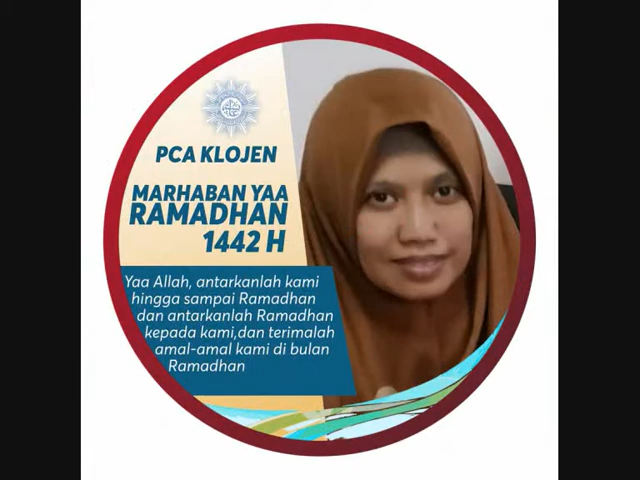 PCA KLOJEN
MARHABAN YAA
RAMADHAN
1442 H
Yaa Allah, antarkanlah kami
hingga sampai Ramadhan
dan antarkanlah Ramadhan
kepada kami,dan terimalah
amal-amal kami di bulan
Ramadhan